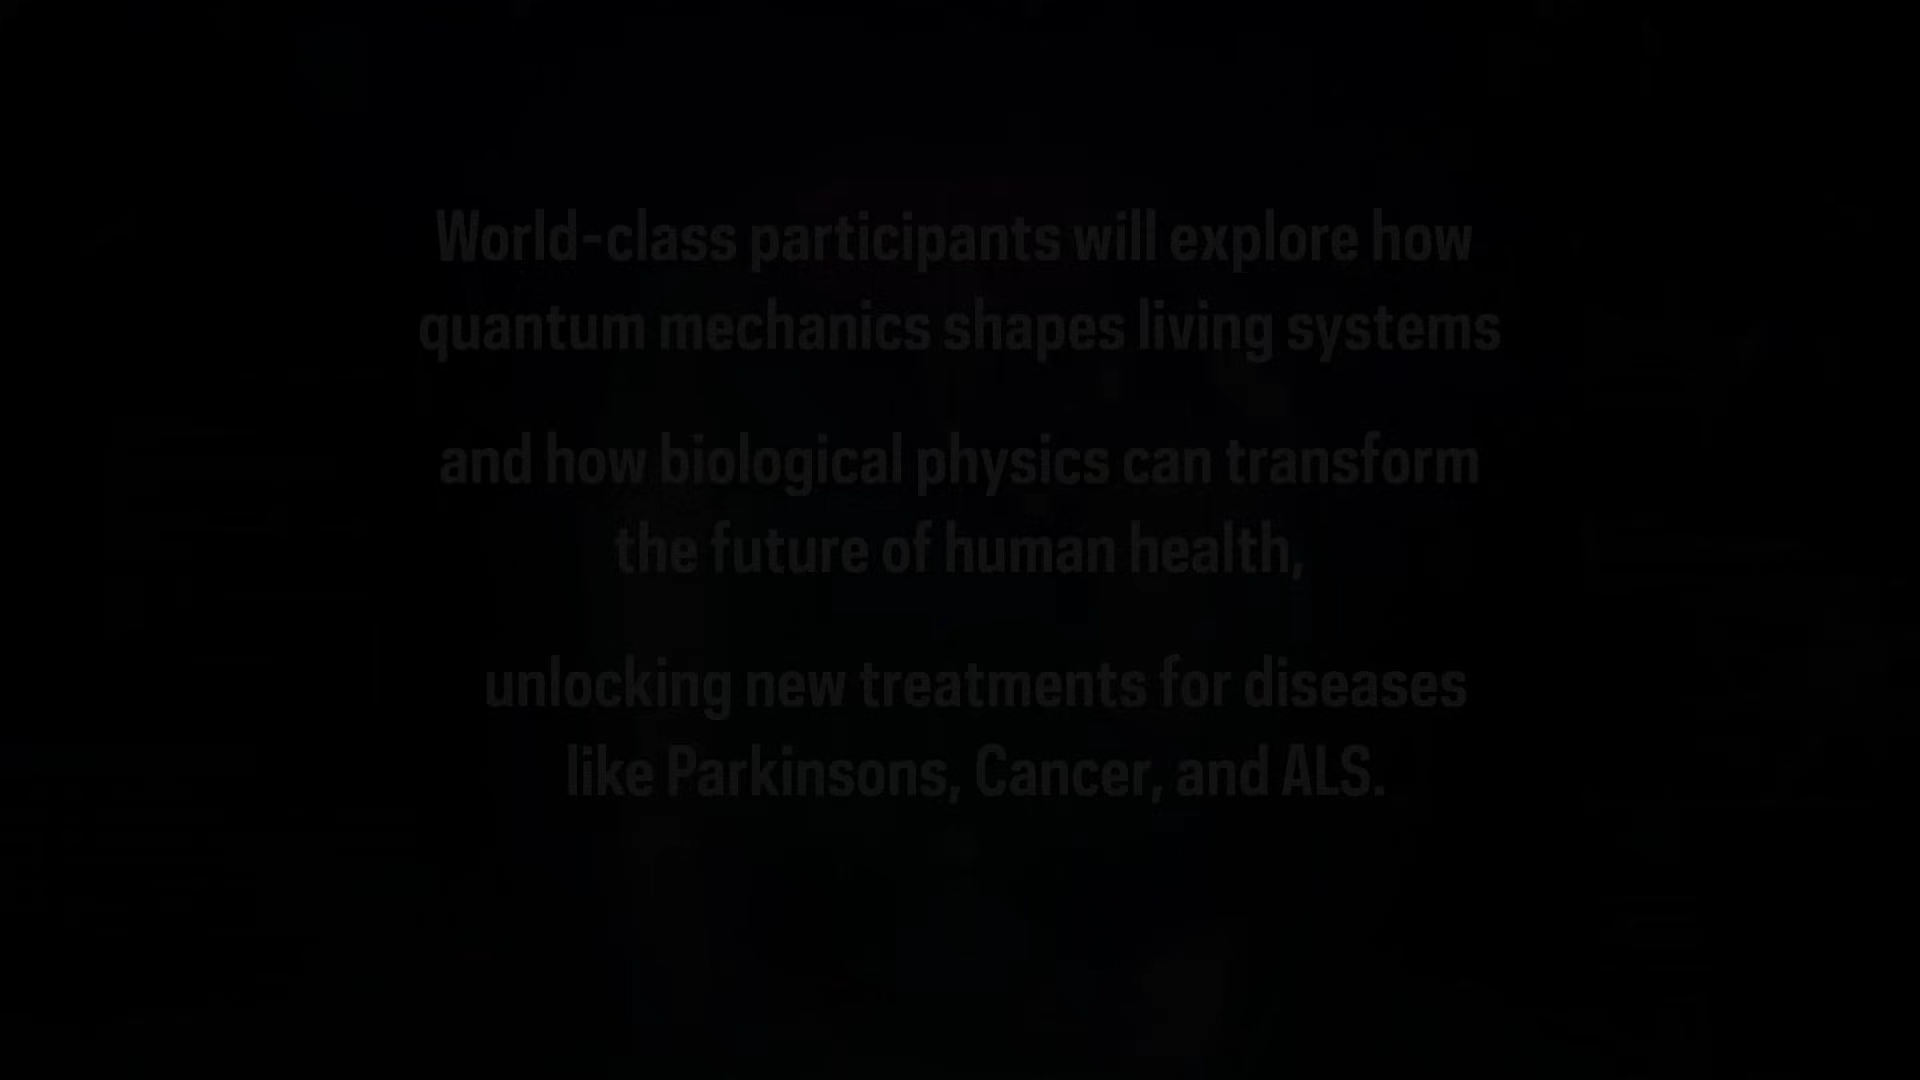 World-class participants will explore how
quantum mechanics shapes living systems
and how biological physics can transform
the future of human health,
unlocking new treatments for diseases
like Parkinsons, Cancer, and ALS.